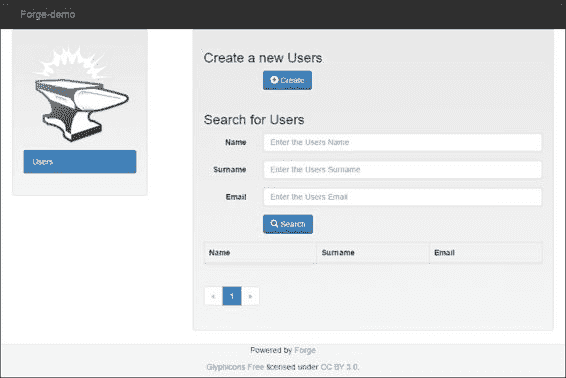 Forge-demo
Users
Create a new Users
Create
Search for Users
Name Enter the Users Name
Surname Enter the Users Surname
Email Enter the Users Email
Search
Name Surname Email
« 1 »
Powered by Forge
Glyphicons Free licensed under CC BY 3.0.